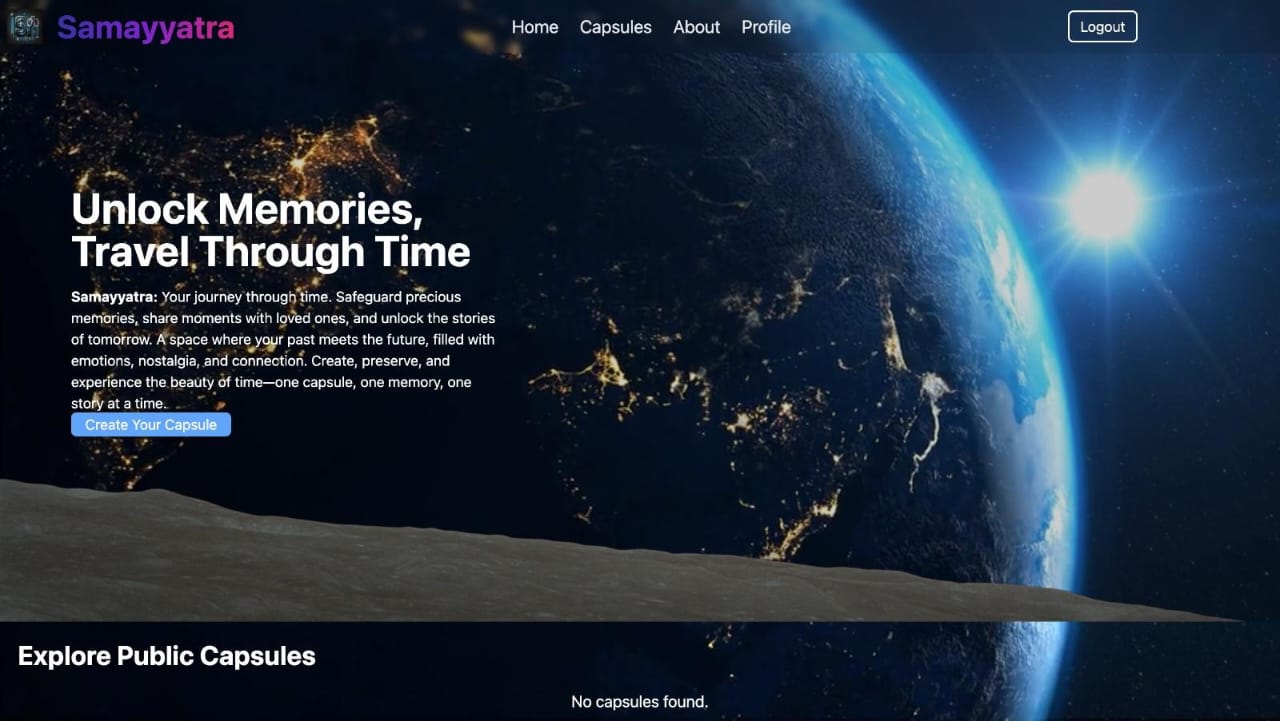 Samayyatra
Home Capsules About Profile
Logout
Unlock Memories,
Travel Through Time
Samayyatra: Your journey through time. Safeguard precious
memories, share moments with loved ones, and unlock the stories
of tomorrow. A space where your past meets the future, filled with
emotions, nostalgia, and connection. Create, preserve, and
experience the beauty of time—one capsule, one memory, one
story at a time.
Create Your Capsule
Explore Public Capsules
No capsules found.